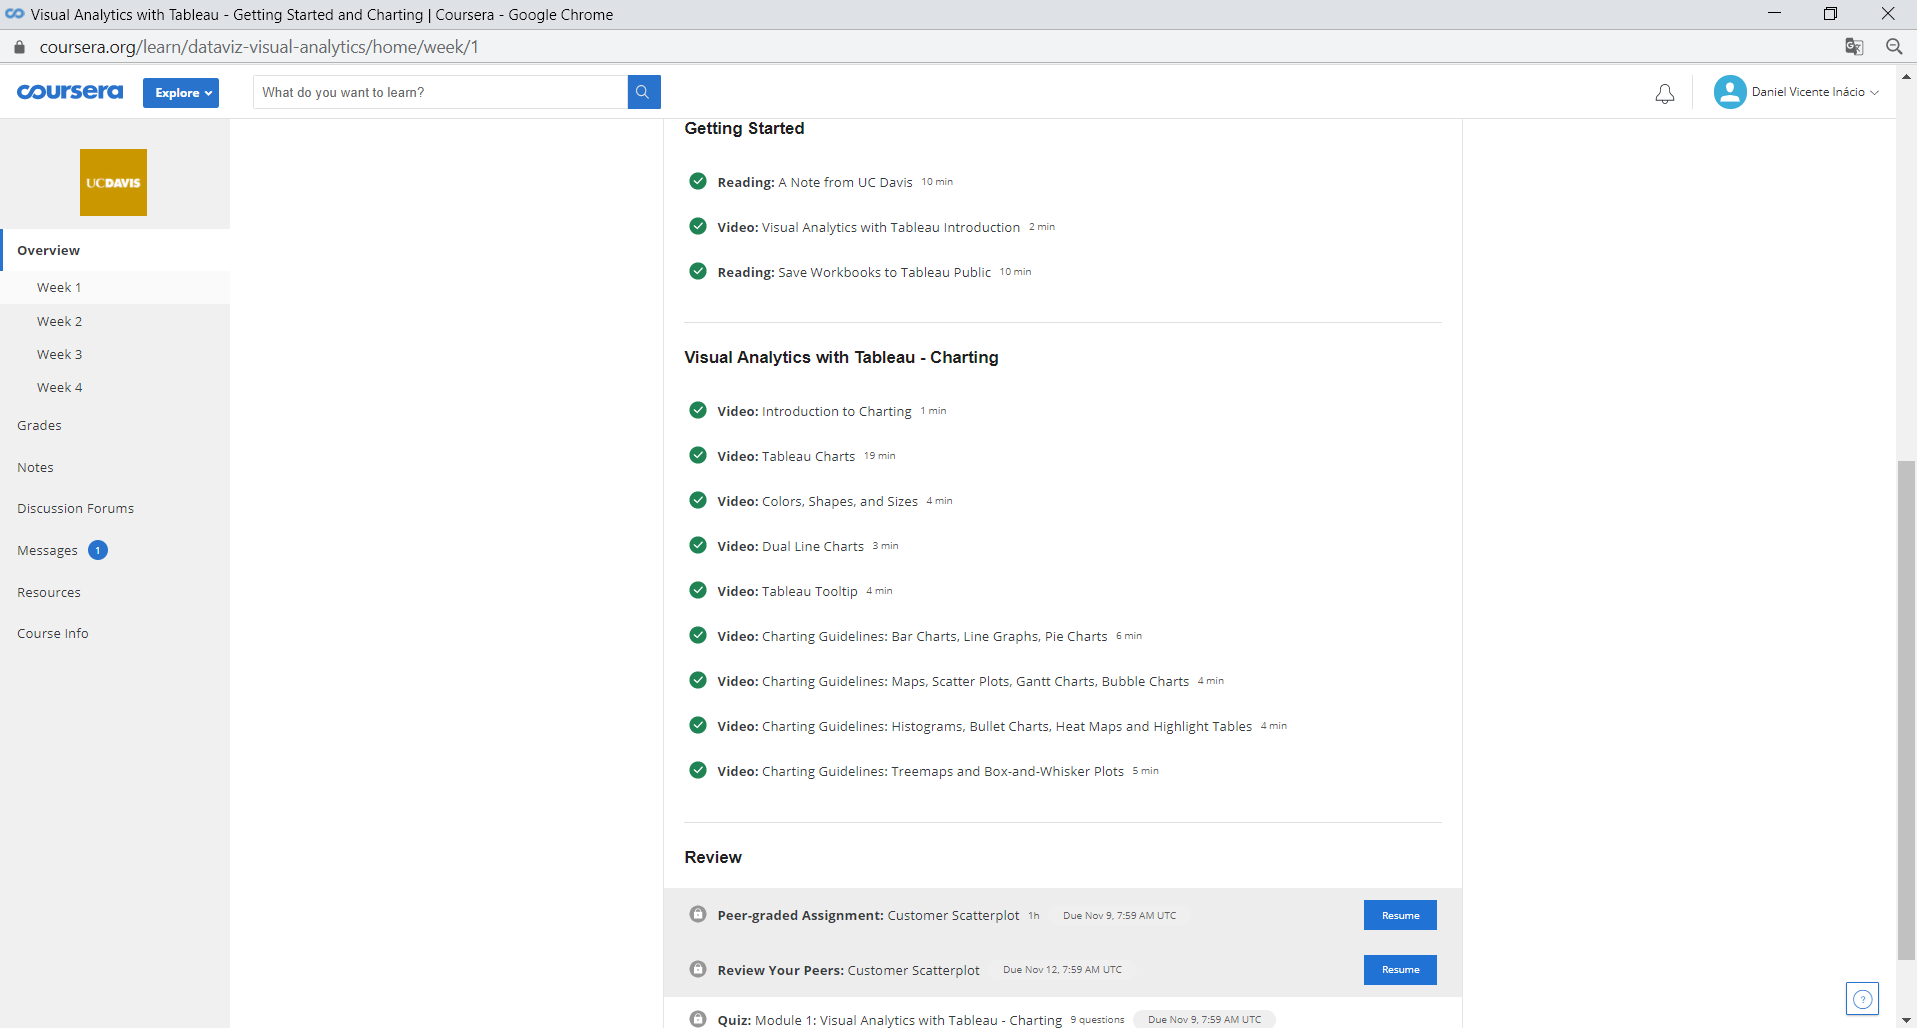 Visual Analytics with Tableau - Getting Started and Charting | Coursera - Google Chrome
coursera.org/learn/dataviz-visual-analytics/home/week/1
coursera
Explore
What do you want to learn?
Daniel Vicente Inácio
UCDAVIS
Overview
Week 1
Week 2
Week 3
Week 4
Grades
Notes
Discussion Forums
Messages 1
Resources
Course Info
Getting Started
Reading: A Note from UC Davis 10 min
Video: Visual Analytics with Tableau Introduction 2 min
Reading: Save Workbooks to Tableau Public 10 min
Visual Analytics with Tableau - Charting
Video: Introduction to Charting 1 min
Video: Tableau Charts 19 min
Video: Colors, Shapes, and Sizes 4 min
Video: Dual Line Charts 3 min
Video: Tableau Tooltip 4 min
Video: Charting Guidelines: Bar Charts, Line Graphs, Pie Charts 6 min
Video: Charting Guidelines: Maps, Scatter Plots, Gantt Charts, Bubble Charts 4 min
Video: Charting Guidelines: Histograms, Bullet Charts, Heat Maps and Highlight Tables 4 min
Video: Charting Guidelines: Treemaps and Box-and-Whisker Plots 5 min
Review
Peer-graded Assignment: Customer Scatterplot 1h Due Nov 9, 7:59 AM UTC Resume
Review Your Peers: Customer Scatterplot Due Nov 12, 7:59 AM UTC Resume
Quiz: Module 1: Visual Analytics with Tableau - Charting 9 questions Due Nov 9, 7:59 AM UTC
?